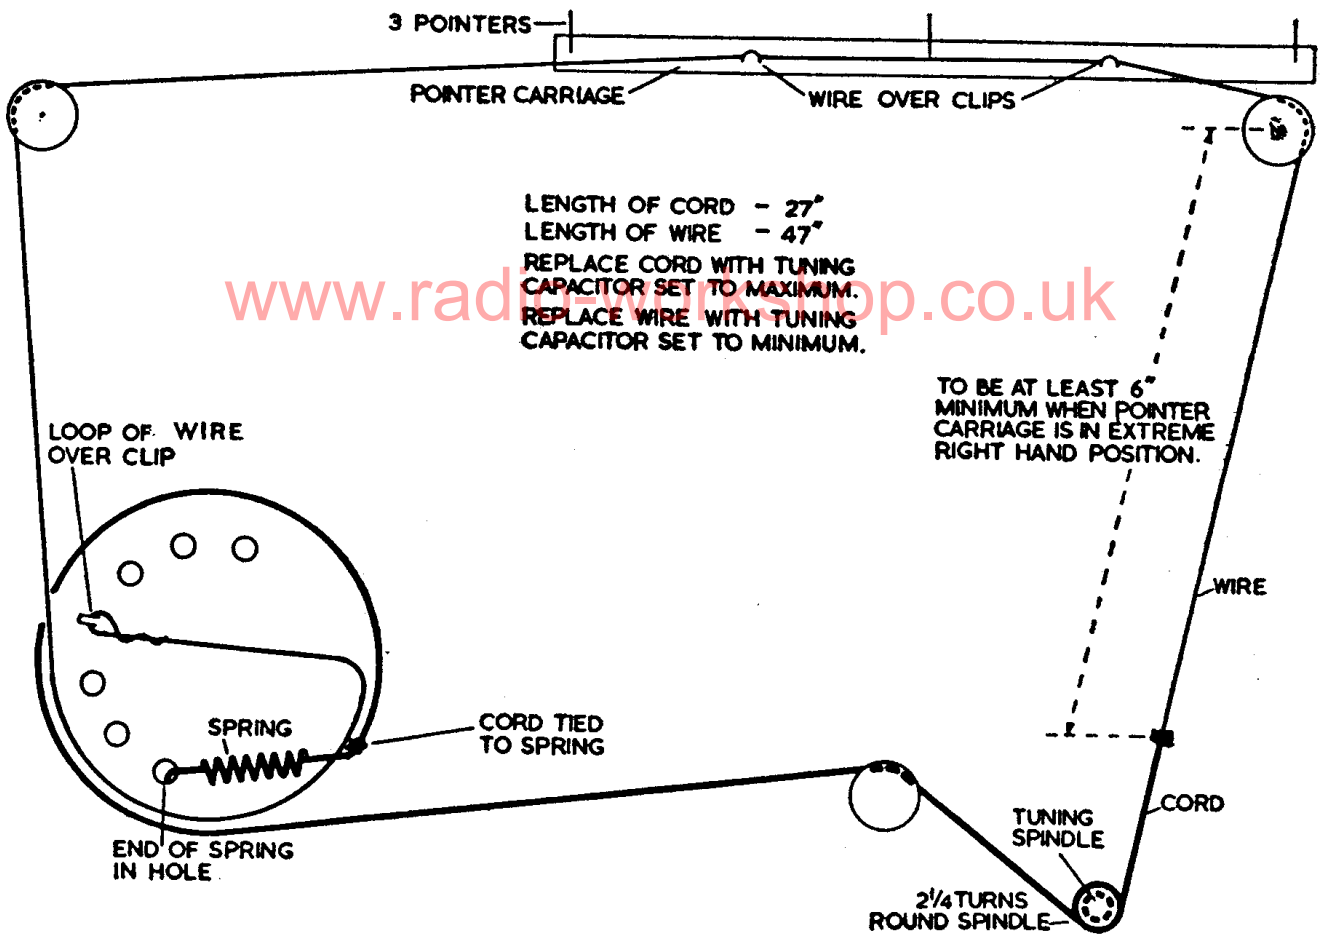 3 POINTERS
POINTER CARRIAGE
WIRE OVER CLIPS
LENGTH OF CORD - 27"
LENGTH OF WIRE - 47"
REPLACE CORD WITH TUNING
CAPACITOR SET TO MAXIMUM.
www.radio-workshop.co.uk
REPLACE WIRE WITH TUNING
CAPACITOR SET TO MINIMUM.
TO BE AT LEAST 6"
MINIMUM WHEN POINTER
CARRIAGE IS IN EXTREME
RIGHT HAND POSITION.
LOOP OF WIRE
OVER CLIP
WIRE
SPRING
CORD TIED
TO SPRING
CORD
TUNING
SPINDLE
END OF SPRING
IN HOLE
2¼ TURNS
ROUND SPINDLE